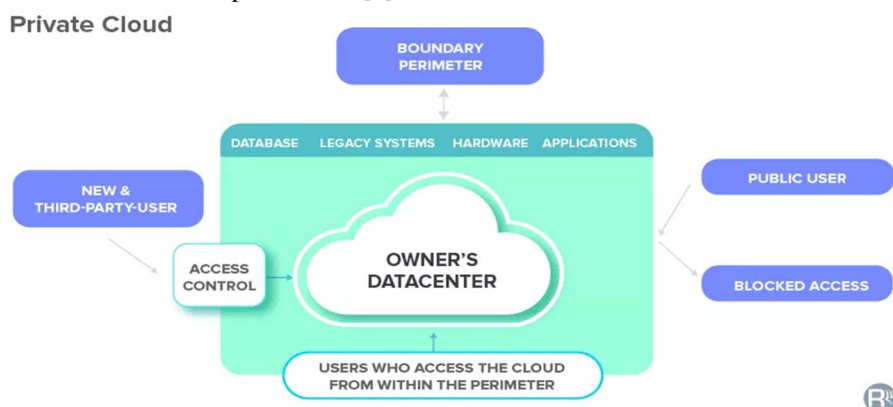 Private Cloud
BOUNDARY
PERIMETER
DATABASE LEGACY SYSTEMS HARDWARE APPLICATIONS
NEW &
THIRD-PARTY-USER
PUBLIC USER
ACCESS
CONTROL
OWNER'S
DATACENTER
BLOCKED ACCESS
USERS WHO ACCESS THE CLOUD
FROM WITHIN THE PERIMETER
R